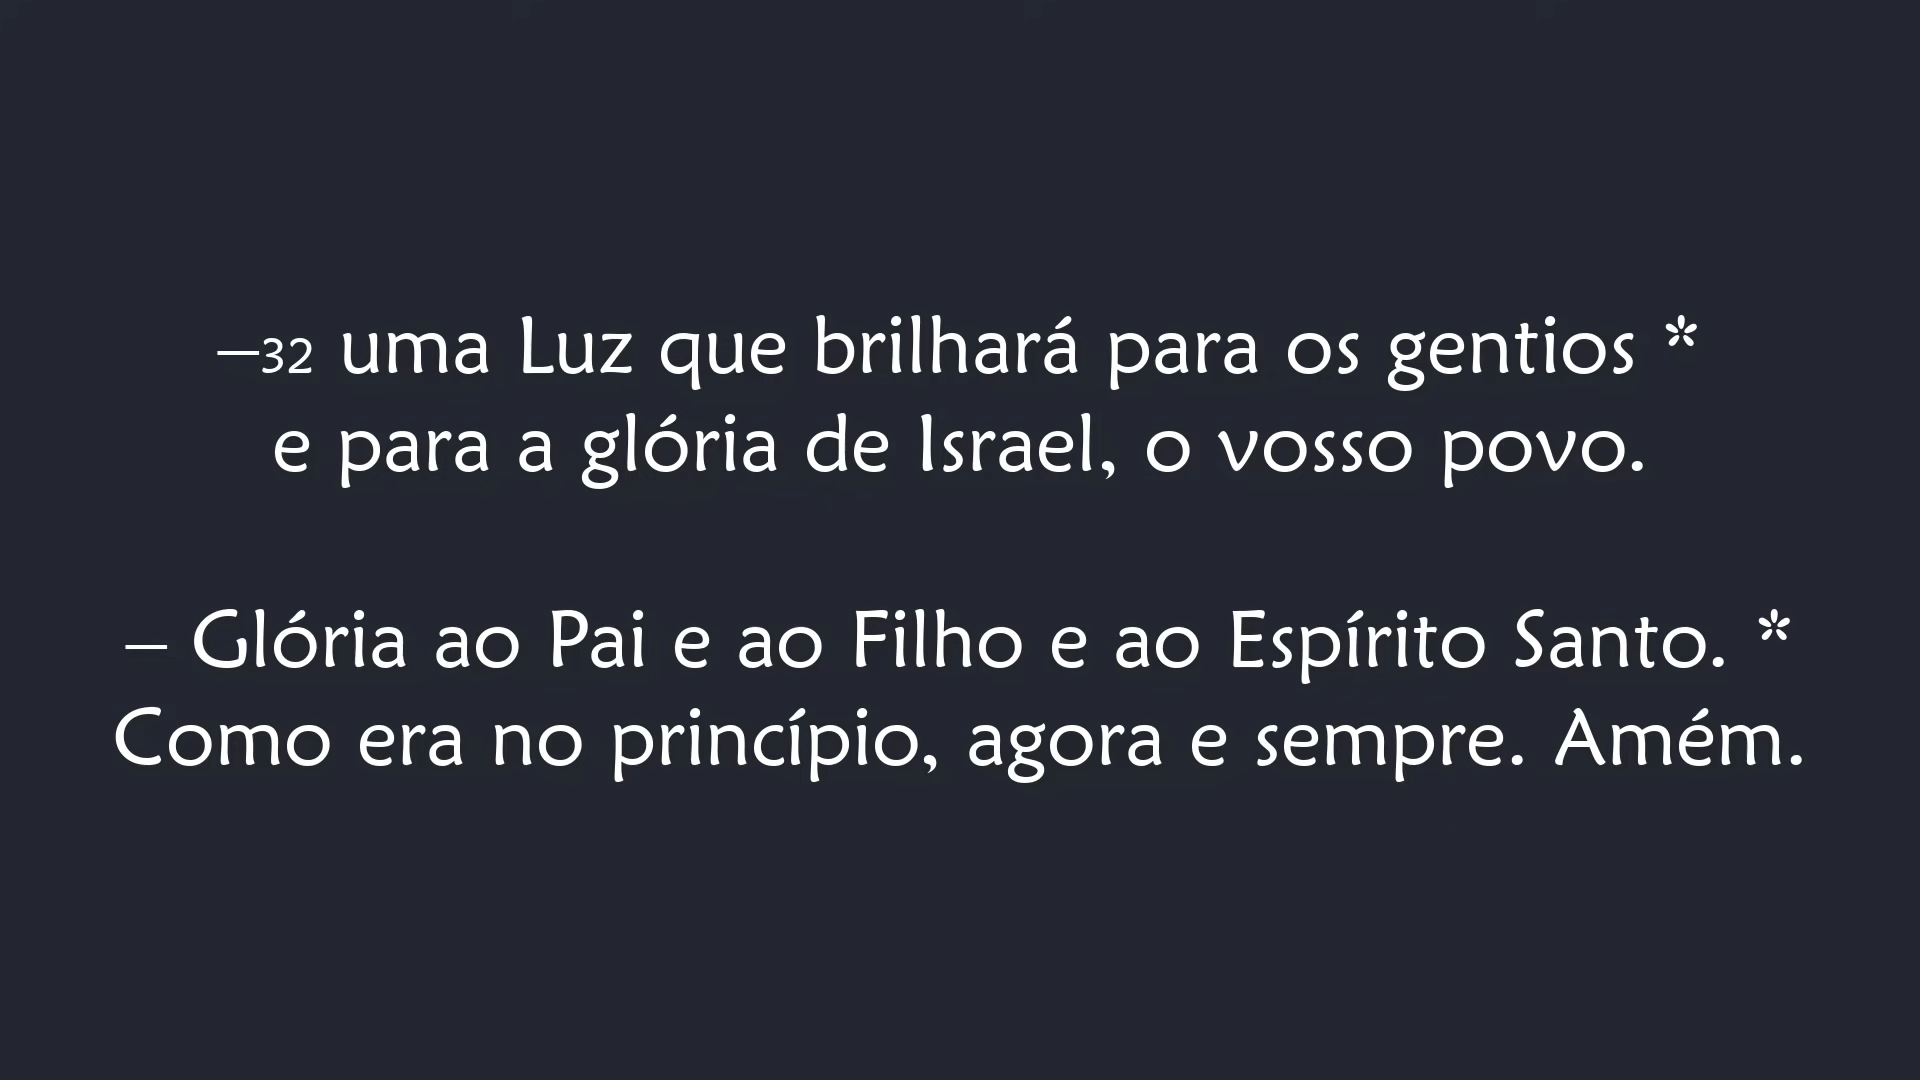 –32 uma Luz que brilhará para os gentios *
e para a glória de Israel, o vosso povo.
– Glória ao Pai e ao Filho e ao Espírito Santo. *
Como era no princípio, agora e sempre. Amém.